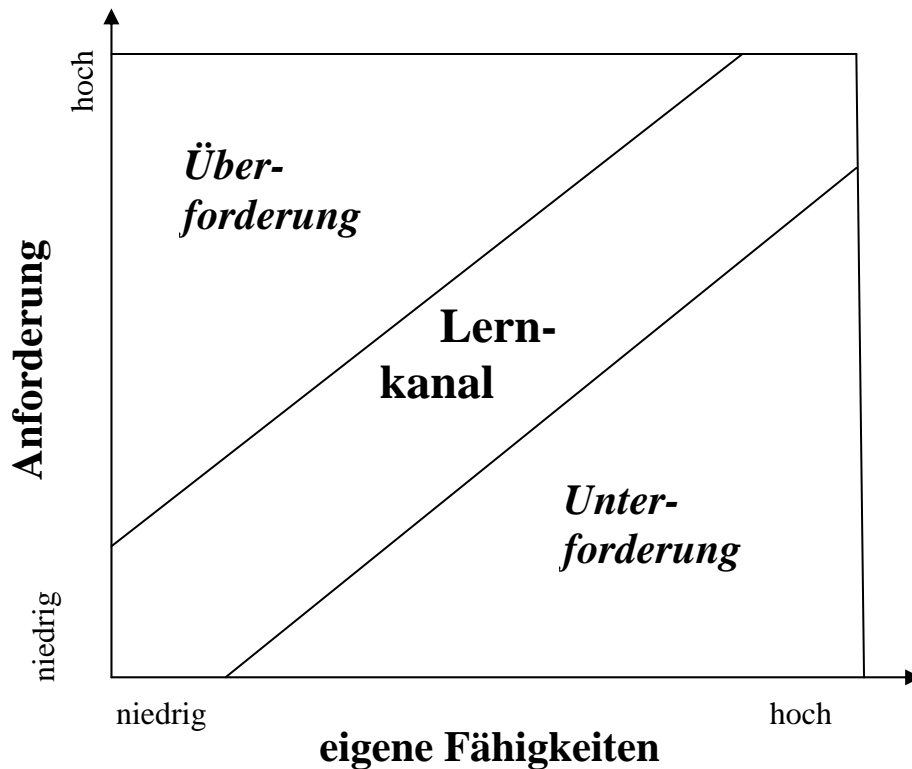 hoch
Über-
forderung
Anforderung
Lern-
kanal
Unter-
forderung
niedrig
niedrig
hoch
eigene Fähigkeiten